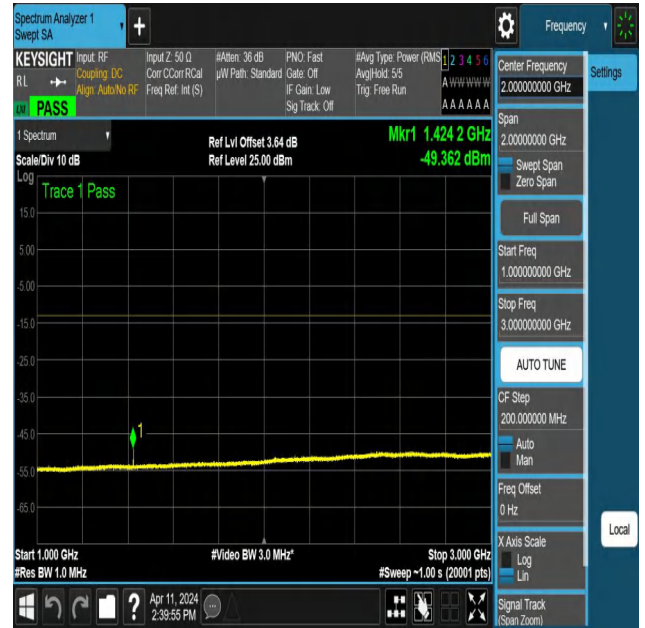 Spectrum Analyzer 1
Swept SA
Frequency
KEYSIGHT Input: RF Input Z: 50 Ω #Atten: 36 dB PNO: Fast #Avg Type: Power (RMS 1 2 3 4 5 6
RL Coupling: DC Corr CCorr RCal µW Path: Standard Gate: Off Avg|Hold: 5/5 A W W W W W
Align: Auto/No RF Freq Ref: Int (S) IF Gain: Low Trig: Free Run
LXI PASS Sig Track: Off A A A A A A
1 Spectrum
Ref Lvl Offset 3.64 dB Mkr1 1.424 2 GHz
Scale/Div 10 dB Ref Level 25.00 dBm -49.362 dBm
Log
Trace 1 Pass
15.0
5.00
-5.00
-15.0
-25.0
-35.0
-45.0
1
-55.0
-65.0
Start 1.000 GHz #Video BW 3.0 MHz* Stop 3.000 GHz
#Res BW 1.0 MHz #Sweep ~1.00 s (20001 pts)
Apr 11, 2024
2:39:55 PM
Center Frequency
2.000000000 GHz
Settings
Span
2.00000000 GHz
Swept Span
Zero Span
Full Span
Start Freq
1.000000000 GHz
Stop Freq
3.000000000 GHz
AUTO TUNE
CF Step
200.000000 MHz
Auto
Man
Freq Offset
0 Hz
Local
X Axis Scale
Log
Lin
Signal Track
(Span Zoom)